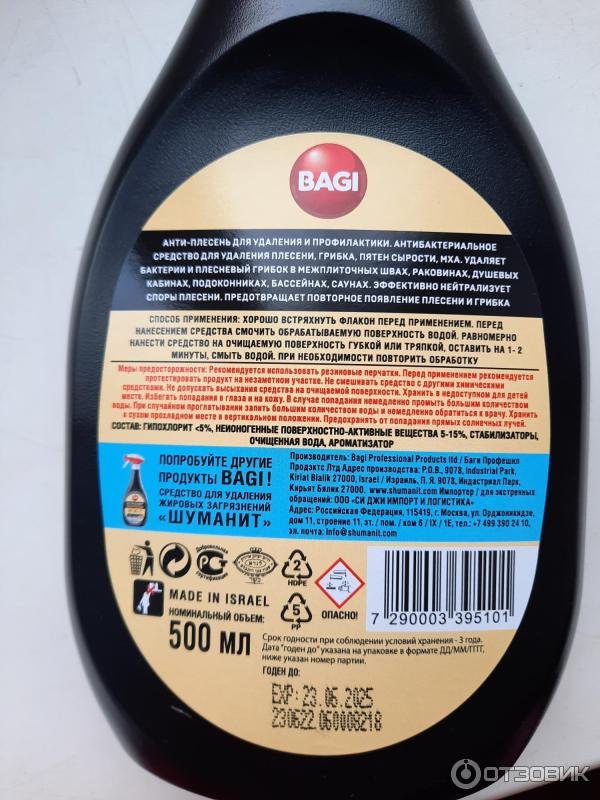 BAGI
АНТИ-ПЛЕСЕНЬ ДЛЯ УДАЛЕНИЯ И ПРОФИЛАКТИКИ. АНТИБАКТЕРИАЛЬНОЕ
СРЕДСТВО ДЛЯ УДАЛЕНИЯ ПЛЕСЕНИ, ГРИБКА, ПЯТЕН СЫРОСТИ, МХА. УДАЛЯЕТ
БАКТЕРИИ И ПЛЕСНЕВЫЙ ГРИБОК В МЕЖПЛИТОЧНЫХ ШВАХ, РАКОВИНАХ, ДУШЕВЫХ
КАБИНАХ, ПОДОКОННИКАХ, БАССЕЙНАХ, САУНАХ. ЭФФЕКТИВНО НЕЙТРАЛИЗУЕТ
СПОРЫ ПЛЕСЕНИ. ПРЕДОТВРАЩАЕТ ПОВТОРНОЕ ПОЯВЛЕНИЕ ПЛЕСЕНИ И ГРИБКА
СПОСОБ ПРИМЕНЕНИЯ: ХОРОШО ВСТРЯХНУТЬ ФЛАКОН ПЕРЕД ПРИМЕНЕНИЕМ. ПЕРЕД
НАНЕСЕНИЕМ СРЕДСТВА СМОЧИТЬ ОБРАБАТЫВАЕМУЮ ПОВЕРХНОСТЬ ВОДОЙ. РАВНОМЕРНО
НАНЕСТИ СРЕДСТВО НА ОЧИЩАЕМУЮ ПОВЕРХНОСТЬ ГУБКОЙ ИЛИ ТРЯПКОЙ, ОСТАВИТЬ НА 1- 2
МИНУТЫ, СМЫТЬ ВОДОЙ. ПРИ НЕОБХОДИМОСТИ ПОВТОРИТЬ ОБРАБОТКУ
Меры предосторожности: Рекомендуется использовать резиновые перчатки. Перед применением рекомендуется
протестировать продукт на незаметном участке. Не смешивать средство с другими химическими
средствами. Не допускать высыхания средства на очищаемой поверхности. Хранить в недоступном для детей
месте. Избегать попадания в глаза и на кожу. В случае попадания немедленно промыть большим количеством
воды. При случайном проглатывании запить большим количеством воды и немедленно обратиться к врачу. Хранить
в сухом прохладном месте в вертикальном положении. Предохранять от попадания прямых солнечных лучей.
СОСТАВ: ГИПОХЛОРИТ <5%, НЕИОНОГЕННЫЕ ПОВЕРХНОСТНО-АКТИВНЫЕ ВЕЩЕСТВА 5-15%, СТАБИЛИЗАТОРЫ,
ОЧИЩЕННАЯ ВОДА, АРОМАТИЗАТОР
ПОПРОБУЙТЕ ДРУГИЕ
ПРОДУКТЫ BAGI!
СРЕДСТВО ДЛЯ УДАЛЕНИЯ
ЖИРОВЫХ ЗАГРЯЗНЕНИЙ
«ШУМАНИТ»
Производитель: Bagi Professional Products ltd / Баги Професшнл
Продактс Лтд Адрес производства: P.O.B., 9078, Industrial Park,
Kiriat Bialik 27000, Israel / Израиль, П. Я. 9078, Индастриал Парк,
Кирьят Бялик 27000. www.shumanit.com Импортер / для экстренных
обращений: ООО «СИ ДЖИ ИМПОРТ И ЛОГИСТИКА»
Адрес: Российская Федерация, 115419, г. Москва, ул. Орджоникидзе,
дом 11, строение 11, эт. / пом. / ком 6 / IX / 1E, тел.: +7 499 390 24 10,
эл. почта: info@shumanit.com
Добровольная
Сертификация
2
HDPE
5
PP
ОПАСНО!
7 290003 395101
MADE IN ISRAEL
НОМИНАЛЬНЫЙ ОБЪЕМ:
500 МЛ
Срок годности при соблюдении условий хранения - 3 года.
Дата "годен до" указана на упаковке в формате ДД/ММ/ГГГГ,
ниже указан номер партии.
ГОДЕН ДО:
EXP: 23.06.2025
230622.060008218
ОТЗОВИК